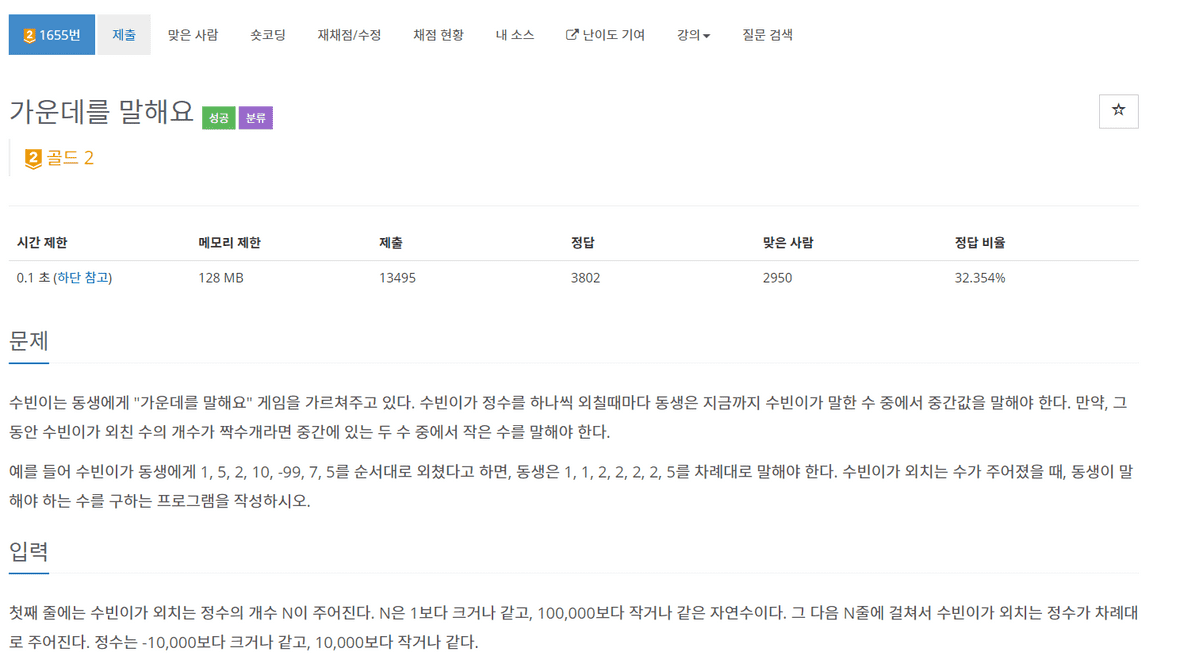 2 1655번 제출 맞은 사람 숏코딩 재채점/수정 채점 현황 내 소스 난이도 기여 강의 질문 검색
가운데를 말해요 성공 분류
2 골드 2
시간 제한 메모리 제한 제출 정답 맞은 사람 정답 비율
0.1 초 (하단 참고) 128 MB 13495 3802 2950 32.354%
문제
수빈이는 동생에게 "가운데를 말해요" 게임을 가르쳐주고 있다. 수빈이가 정수를 하나씩 외칠때마다 동생은 지금까지 수빈이가 말한 수 중에서 중간값을 말해야 한다. 만약, 그
동안 수빈이가 외친 수의 개수가 짝수개라면 중간에 있는 두 수 중에서 작은 수를 말해야 한다.
예를 들어 수빈이가 동생에게 1, 5, 2, 10, -99, 7, 5를 순서대로 외쳤다고 하면, 동생은 1, 1, 2, 2, 2, 2, 5를 차례대로 말해야 한다. 수빈이가 외치는 수가 주어졌을 때, 동생이 말
해야 하는 수를 구하는 프로그램을 작성하시오.
입력
첫째 줄에는 수빈이가 외치는 정수의 개수 N이 주어진다. N은 1보다 크거나 같고, 100,000보다 작거나 같은 자연수이다. 그 다음 N줄에 걸쳐서 수빈이가 외치는 정수가 차례대
로 주어진다. 정수는 -10,000보다 크거나 같고, 10,000보다 작거나 같다.